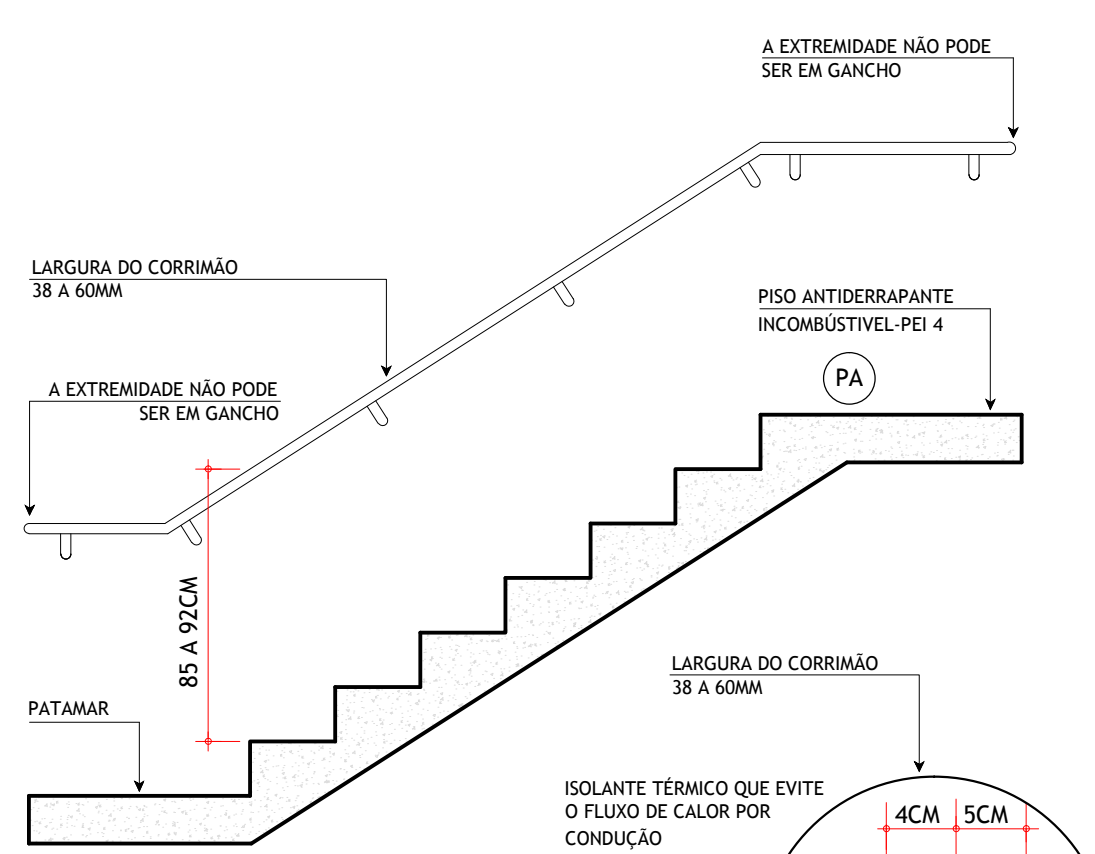 A EXTREMIDADE NÃO PODE
SER EM GANCHO
LARGURA DO CORRIMÃO
38 A 60MM
PISO ANTIDERRAPANTE
INCOMBÚSTIVEL-PEI 4
PA
A EXTREMIDADE NÃO PODE
SER EM GANCHO
85 A 92CM
PATAMAR
LARGURA DO CORRIMÃO
38 A 60MM
ISOLANTE TÉRMICO QUE EVITE
O FLUXO DE CALOR POR
CONDUÇÃO
4CM 5CM